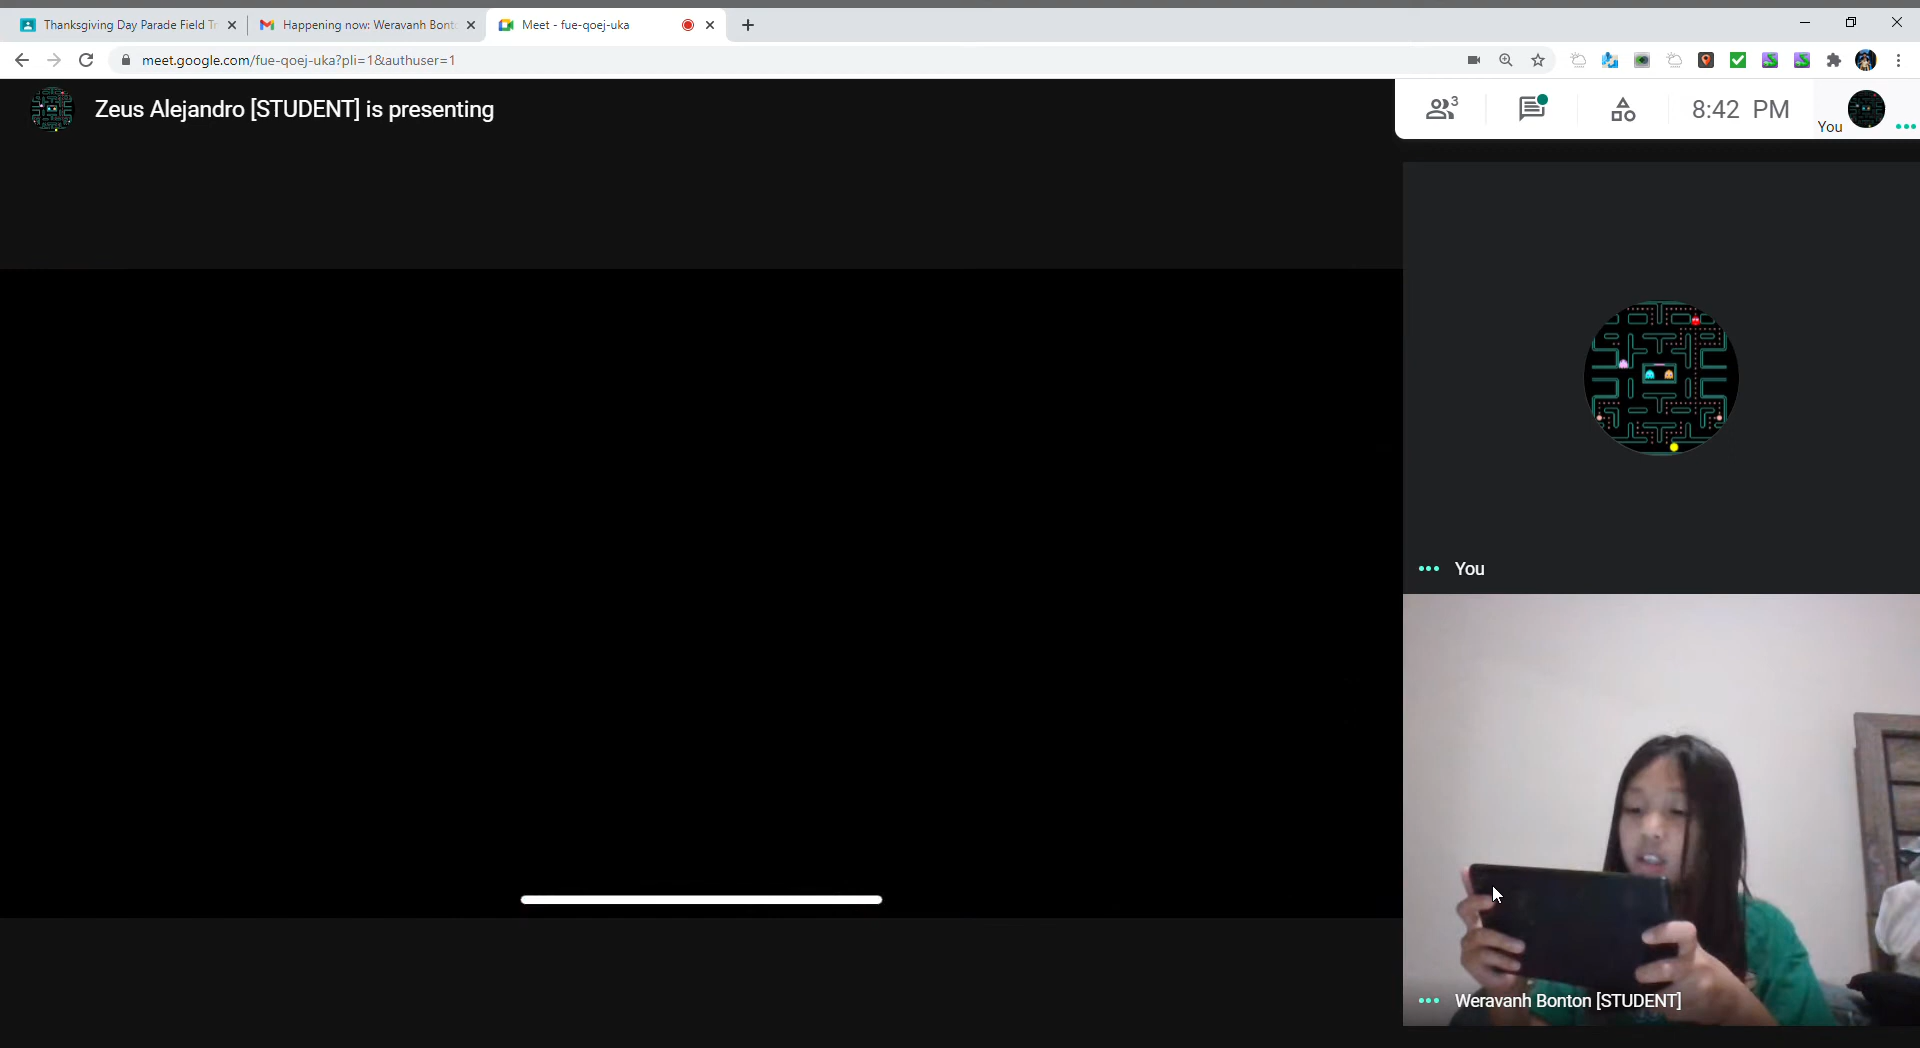 Thanksgiving Day Parade Field Tr
Happening now: Weravanh Bont
Meet - fue-qoej-uka
meet.google.com/fue-qoej-uka?pli=1&authuser=1
Zeus Alejandro [STUDENT] is presenting
3
8:42 PM
You
You
Weravanh Bonton [STUDENT]